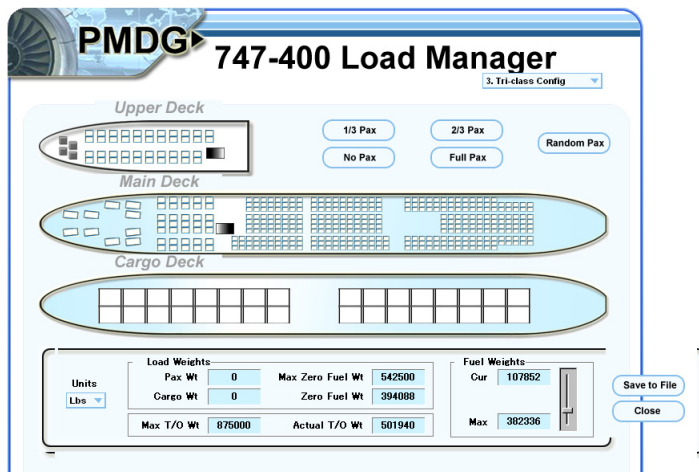 PMDG
747-400 Load Manager
3. Tri-class Config
Upper Deck
1/3 Pax
2/3 Pax
Random Pax
No Pax
Full Pax
Main Deck
Cargo Deck
Load Weights
Fuel Weights
Units
Pax Wt 0 Max Zero Fuel Wt 542500
Cur 107852
Save to File
Lbs
Cargo Wt 0 Zero Fuel Wt 394088
Close
Max T/O Wt 875000 Actual T/O Wt 501940
Max 382336